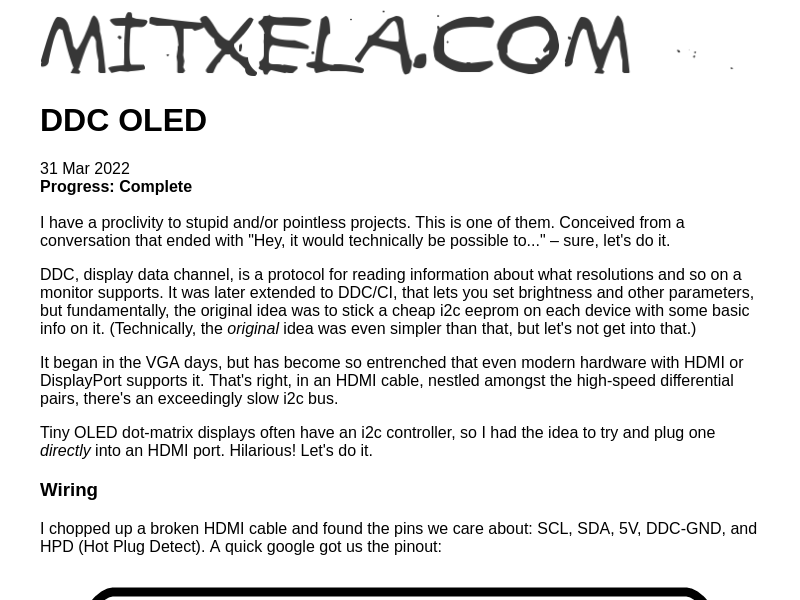 MITXELA.COM
DDC OLED
31 Mar 2022
Progress: Complete
I have a proclivity to stupid and/or pointless projects. This is one of them. Conceived from a
conversation that ended with "Hey, it would technically be possible to..." – sure, let's do it.
DDC, display data channel, is a protocol for reading information about what resolutions and so on a
monitor supports. It was later extended to DDC/CI, that lets you set brightness and other parameters,
but fundamentally, the original idea was to stick a cheap i2c eeprom on each device with some basic
info on it. (Technically, the original idea was even simpler than that, but let's not get into that.)
It began in the VGA days, but has become so entrenched that even modern hardware with HDMI or
DisplayPort supports it. That's right, in an HDMI cable, nestled amongst the high-speed differential
pairs, there's an exceedingly slow i2c bus.
Tiny OLED dot-matrix displays often have an i2c controller, so I had the idea to try and plug one
directly into an HDMI port. Hilarious! Let's do it.
Wiring
I chopped up a broken HDMI cable and found the pins we care about: SCL, SDA, 5V, DDC-GND, and
HPD (Hot Plug Detect). A quick google got us the pinout: